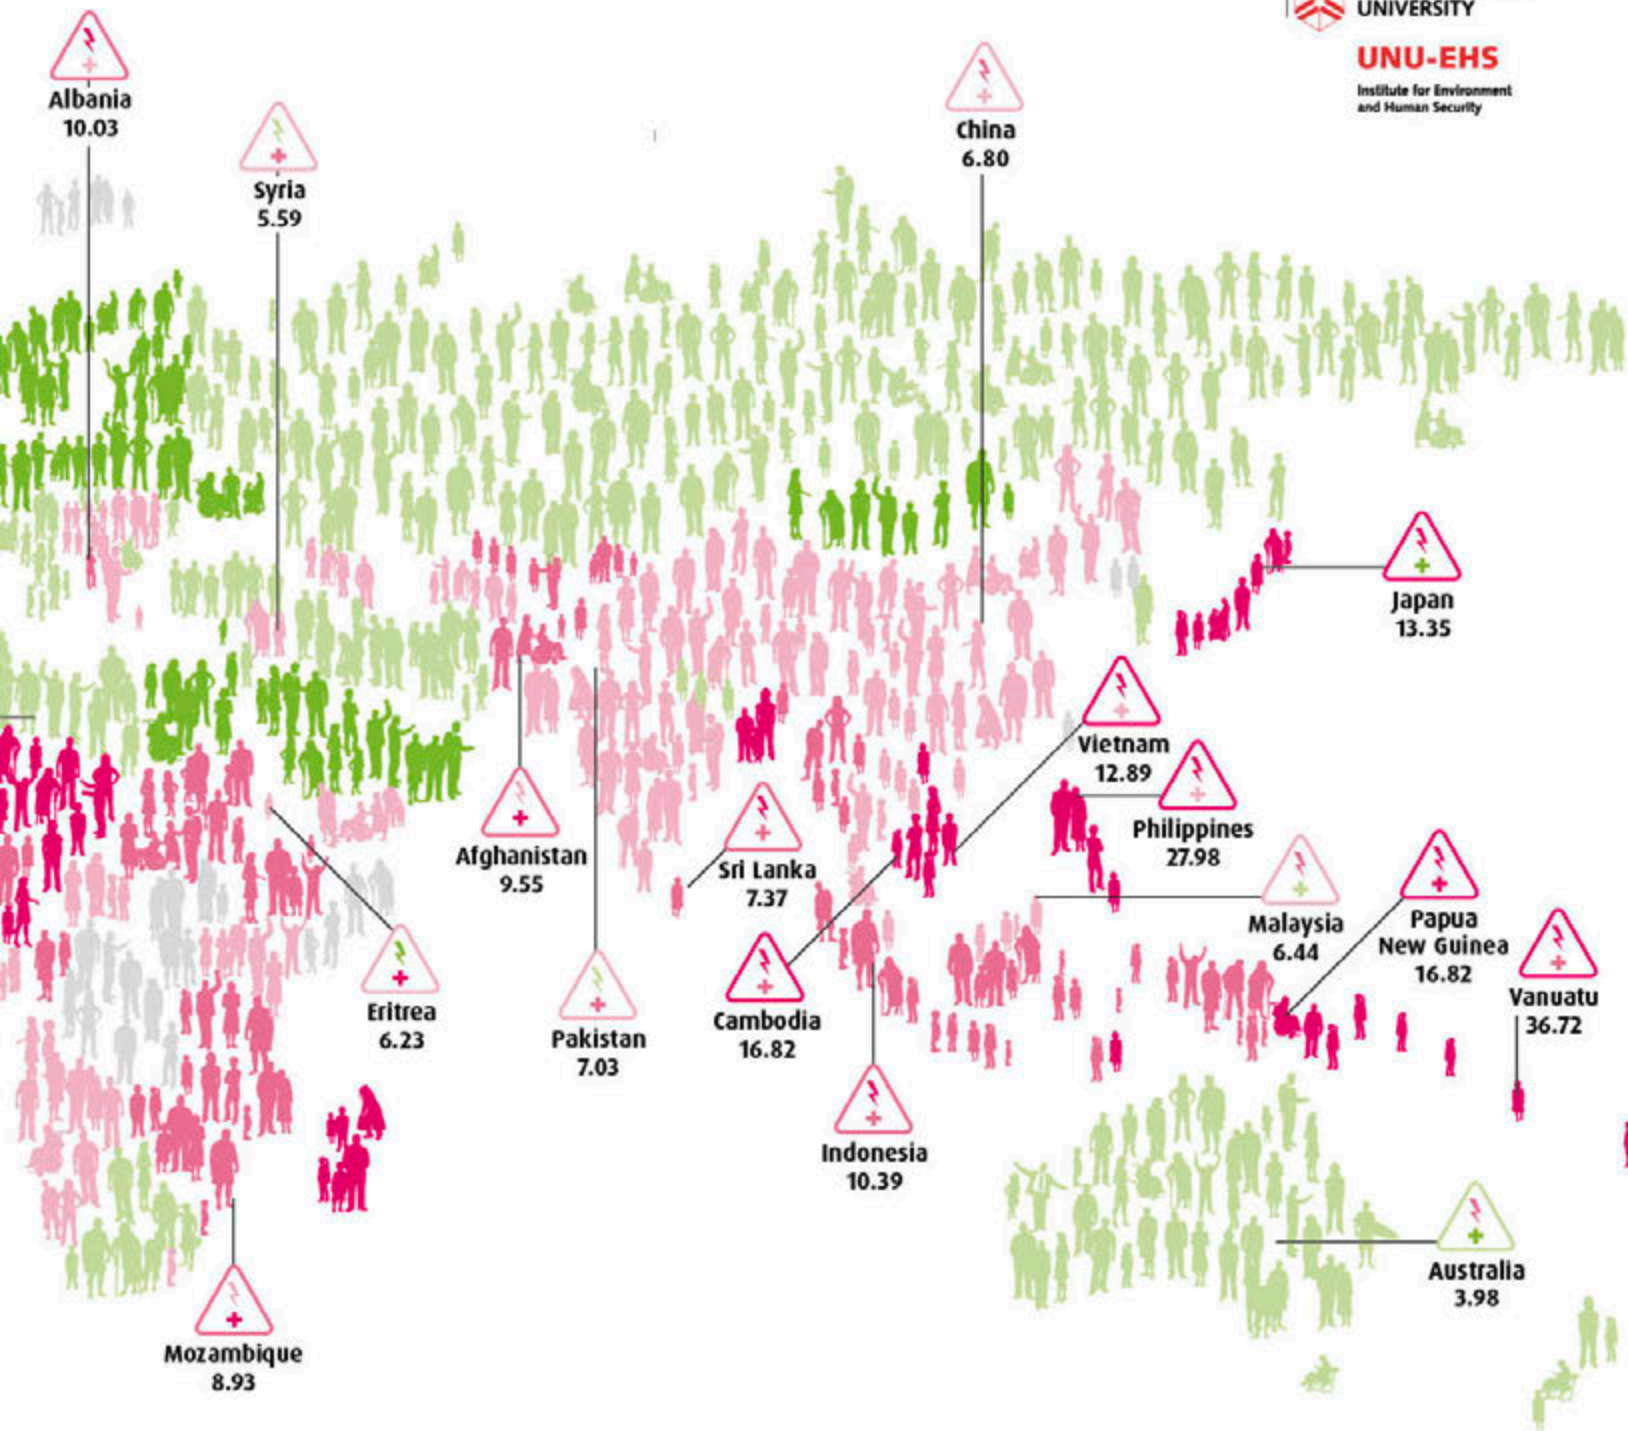 UNIVERSITY
UNU-EHS
Institute for Environment
and Human Security
Albania
10.03
Syria
5.59
China
6.80
Japan
13.35
Vietnam
12.89
Philippines
27.98
Afghanistan
9.55
Sri Lanka
7.37
Malaysia
6.44
Papua
New Guinea
16.82
Vanuatu
36.72
Eritrea
6.23
Pakistan
7.03
Cambodia
16.82
Indonesia
10.39
Australia
3.98
Mozambique
8.93